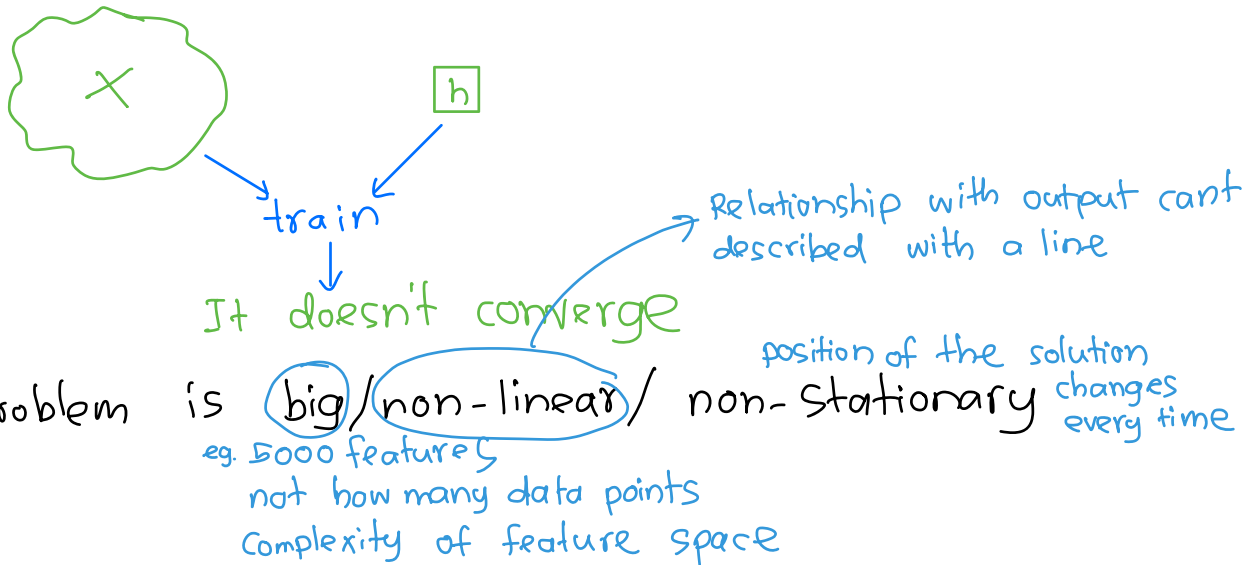 X
h
train
Relationship with output cant
described with a line
It doesn't converge
position of the solution
changes
every time
roblem is big/non-linear/ non-Stationary
eg. 5000 features
not how many data points
Complexity of feature space